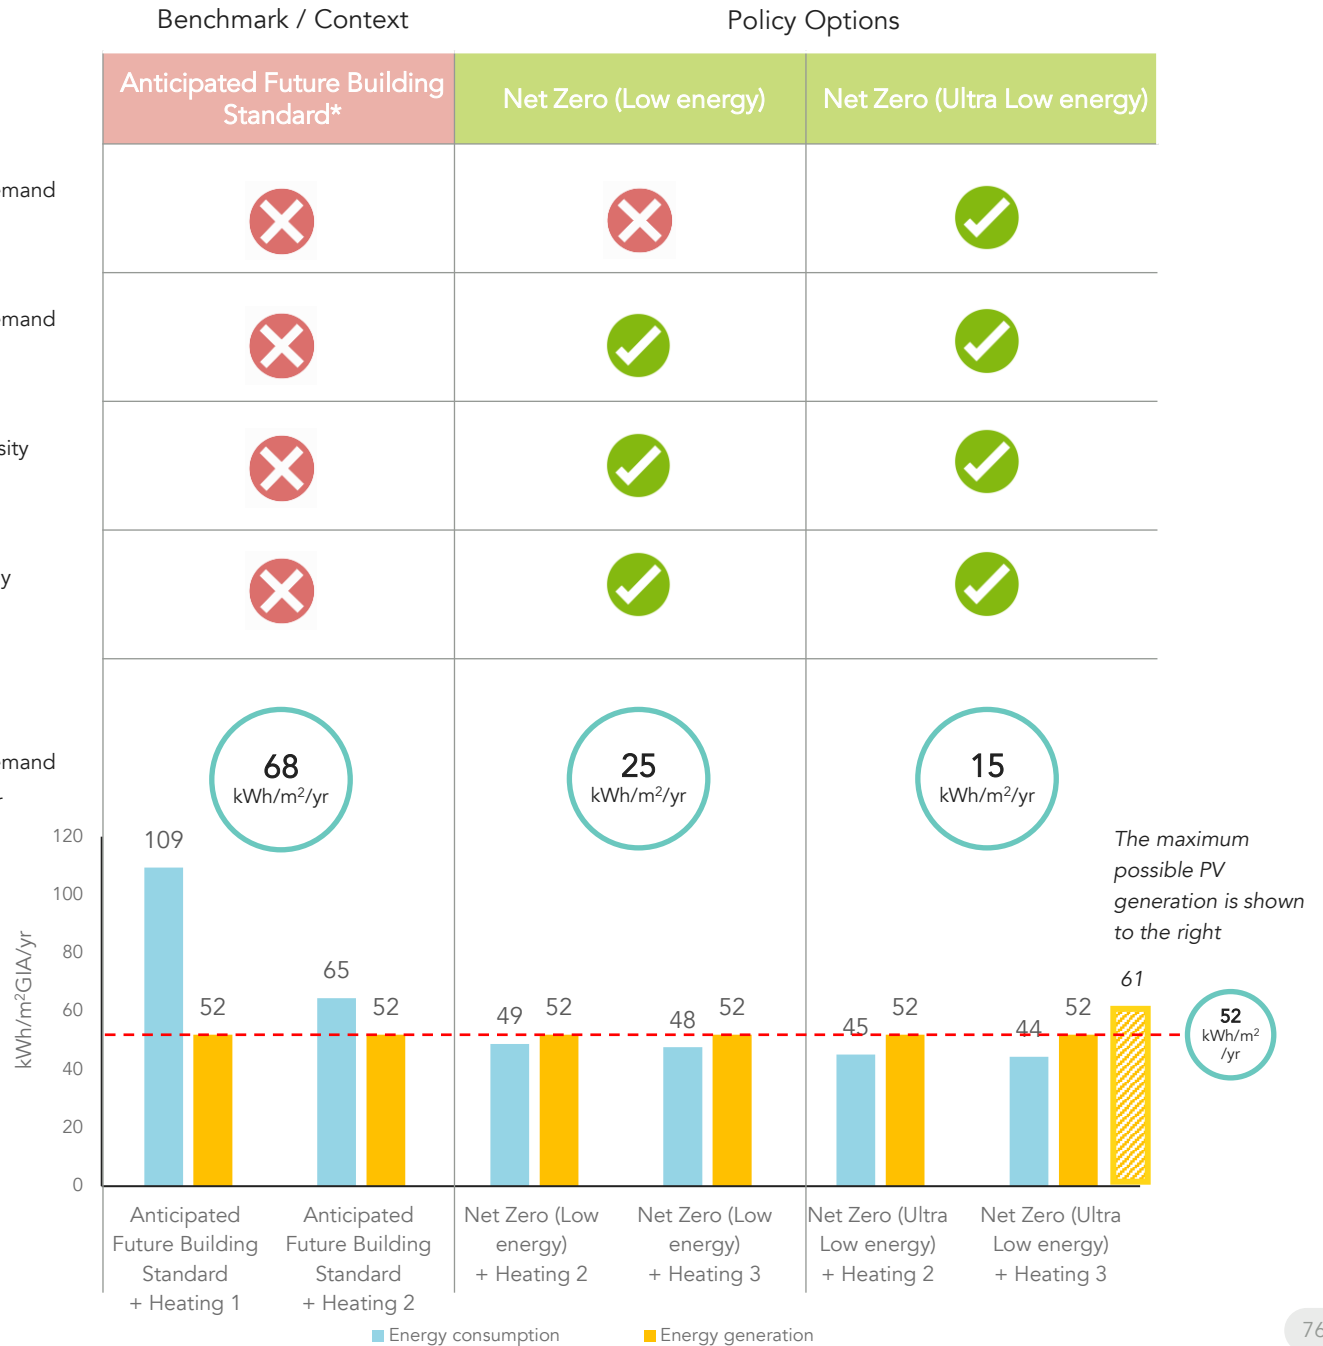 Benchmark / Context
Policy Options
Anticipated Future Building
Standard*
Net Zero (Low energy)
Net Zero (Ultra Low energy)
emand
emand
sity
y
emand
68
kWh/m²/yr
25
kWh/m²/yr
15
kWh/m²/yr
The maximum
possible PV
generation is shown
to the right
kWh/m²GIA/yr
120
100
80
60
40
20
0
109
52
65
52
49
52
48
52
45
52
44
52
61
52
kWh/m²
/yr
Anticipated
Future Building
Standard
+ Heating 1
Anticipated
Future Building
Standard
+ Heating 2
Net Zero (Low
energy)
+ Heating 2
Net Zero (Low
energy)
+ Heating 3
Net Zero (Ultra
Low energy)
+ Heating 2
Net Zero (Ultra
Low energy)
+ Heating 3
Energy consumption
Energy generation
76